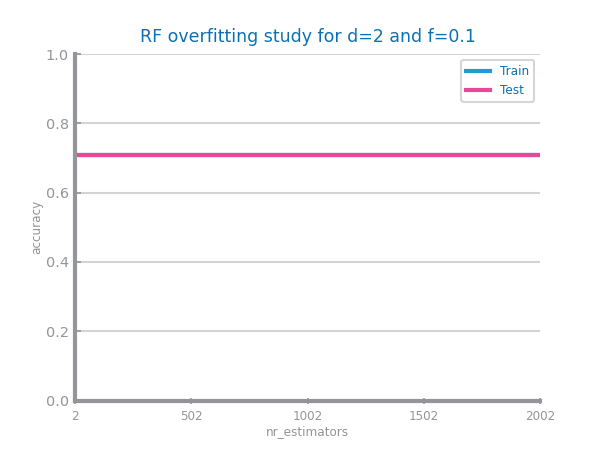 RF overfitting study for d=2 and f=0.1
1.0
0.8
0.6
0.4
0.2
0.0
accuracy
Train
Test
2 502 1002 1502 2002
nr_estimators